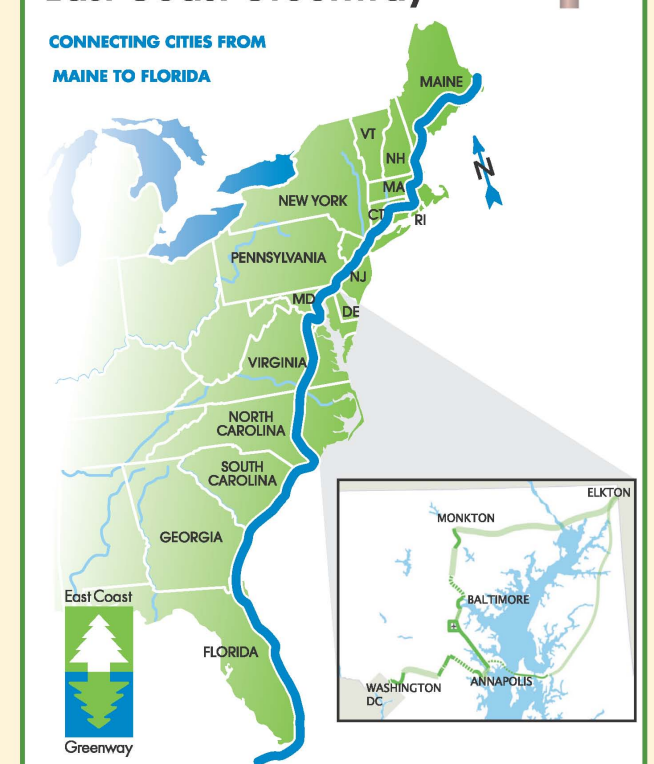 CONNECTING CITIES FROM
MAINE TO FLORIDA
MAINE
VT
NH
N
MA
NEW YORK
CT
RI
PENNSYLVANIA
NJ
MD
DE
VIRGINIA
NORTH
CAROLINA
SOUTH
CAROLINA
GEORGIA
FLORIDA
East Coast
Greenway
ELKTON
MONKTON
BALTIMORE
ANNAPOLIS
WASHINGTON
DC